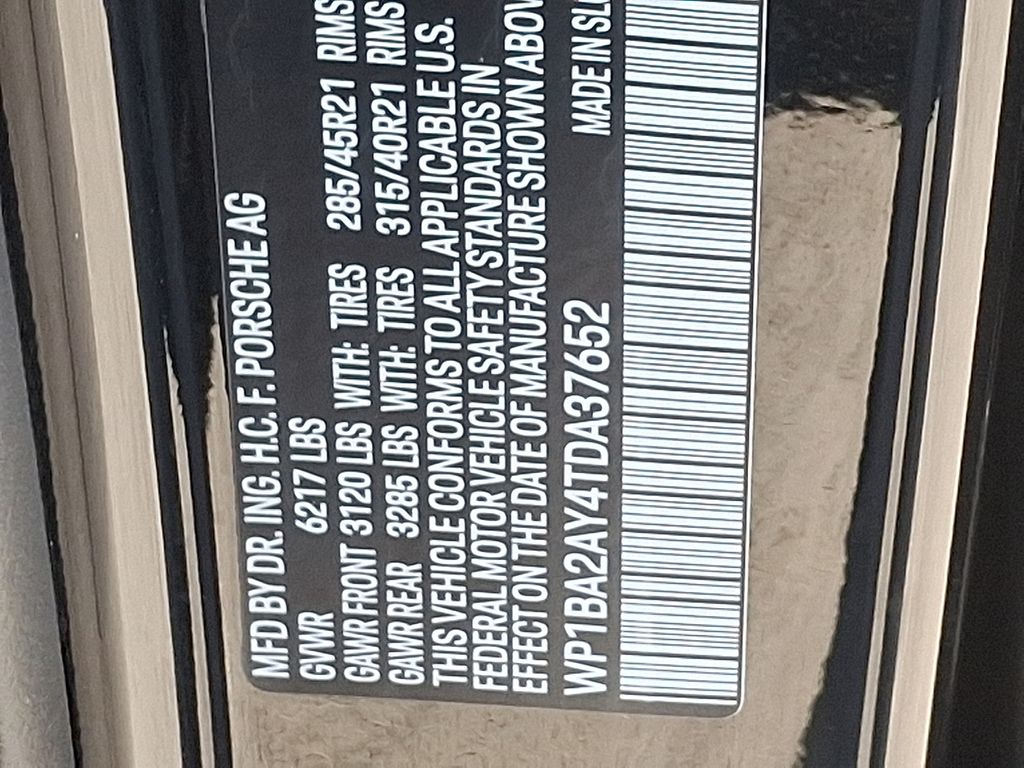 MFD BY DR. ING. H.C. F. PORSCHE AG
GVWR 6217 LBS
GAWR FRONT 3120 LBS WITH: TIRES 285/45R21 RIMS
GAWR REAR 3285 LBS WITH: TIRES 315/40R21 RIMS
THIS VEHICLE CONFORMS TO ALL APPLICABLE U.S.
FEDERAL MOTOR VEHICLE SAFETY STANDARDS IN
EFFECT ON THE DATE OF MANUFACTURE SHOWN
WP1BA2AY4TDA37652 MADE IN